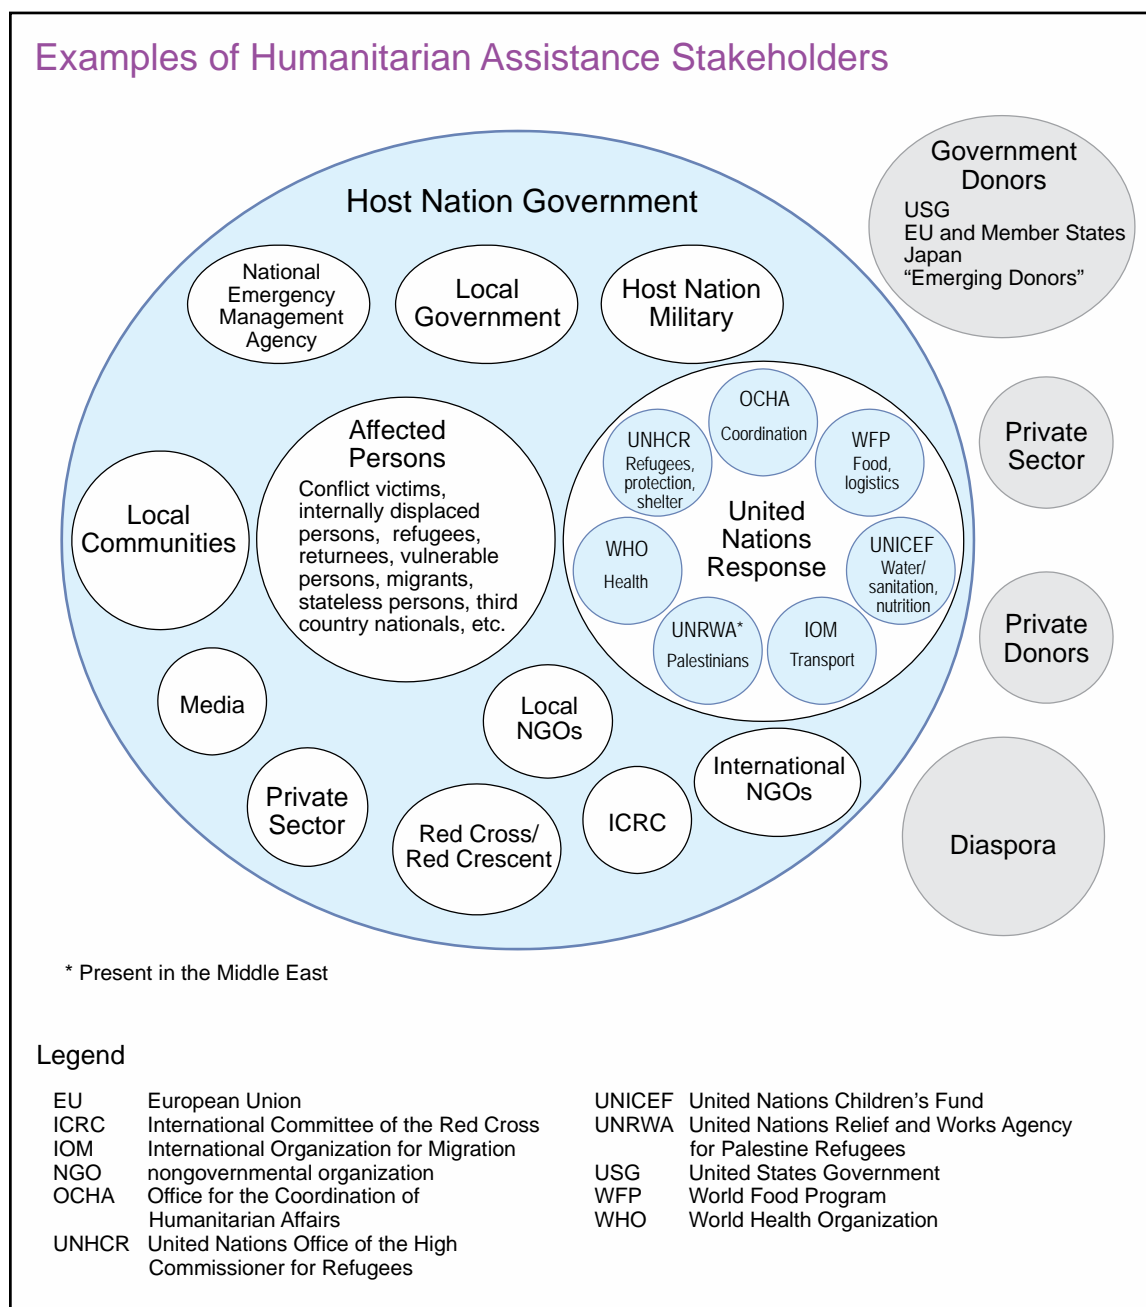 Examples of Humanitarian Assistance Stakeholders
Host Nation Government
National
Emergency
Management
Agency
Local
Government
Host Nation
Military
Government
Donors
USG
EU and Member States
Japan
“Emerging Donors”
Local
Communities
Affected
Persons
Conflict victims,
internally displaced
persons, refugees,
returnees, vulnerable
persons, migrants,
stateless persons, third
country nationals, etc.
OCHA
Coordination
UNHCR
Refugees,
protection,
shelter
WFP
Food,
logistics
United
Nations
Response
WHO
Health
UNICEF
Water/
sanitation,
nutrition
UNRWA*
Palestinians
IOM
Transport
Private
Sector
Private
Donors
Diaspora
Media
Local
NGOs
Private
Sector
Red Cross/
Red Crescent
ICRC
International
NGOs
* Present in the Middle East
Legend
EU European Union
ICRC International Committee of the Red Cross
IOM International Organization for Migration
NGO nongovernmental organization
OCHA Office for the Coordination of
Humanitarian Affairs
UNHCR United Nations Office of the High
Commissioner for Refugees
UNICEF United Nations Children’s Fund
UNRWA United Nations Relief and Works Agency
for Palestine Refugees
USG United States Government
WFP World Food Program
WHO World Health Organization